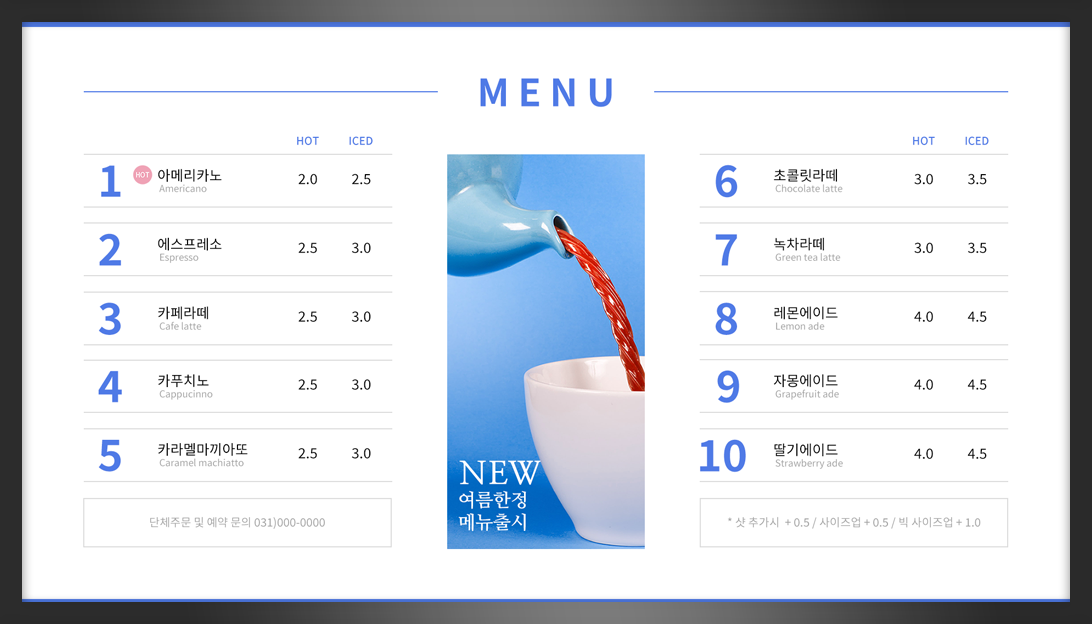 MENU
HOT ICED
1 HOT 아메리카노 2.0 2.5
Americano
2 에스프레소 2.5 3.0
Espresso
3 카페라떼 2.5 3.0
Cafe latte
4 카푸치노 2.5 3.0
Cappucinno
5 카라멜마끼아또 2.5 3.0
Caramel machiatto
단체주문 및 예약 문의 031)000-0000
NEW
여름한정
메뉴출시
HOT ICED
6 초콜릿라떼 3.0 3.5
Chocolate latte
7 녹차라떼 3.0 3.5
Green tea latte
8 레몬에이드 4.0 4.5
Lemon ade
9 자몽에이드 4.0 4.5
Grapefruit ade
10 딸기에이드 4.0 4.5
Strawberry ade
* 샷 추가시 + 0.5 / 사이즈업 + 0.5 / 빅 사이즈업 + 1.0